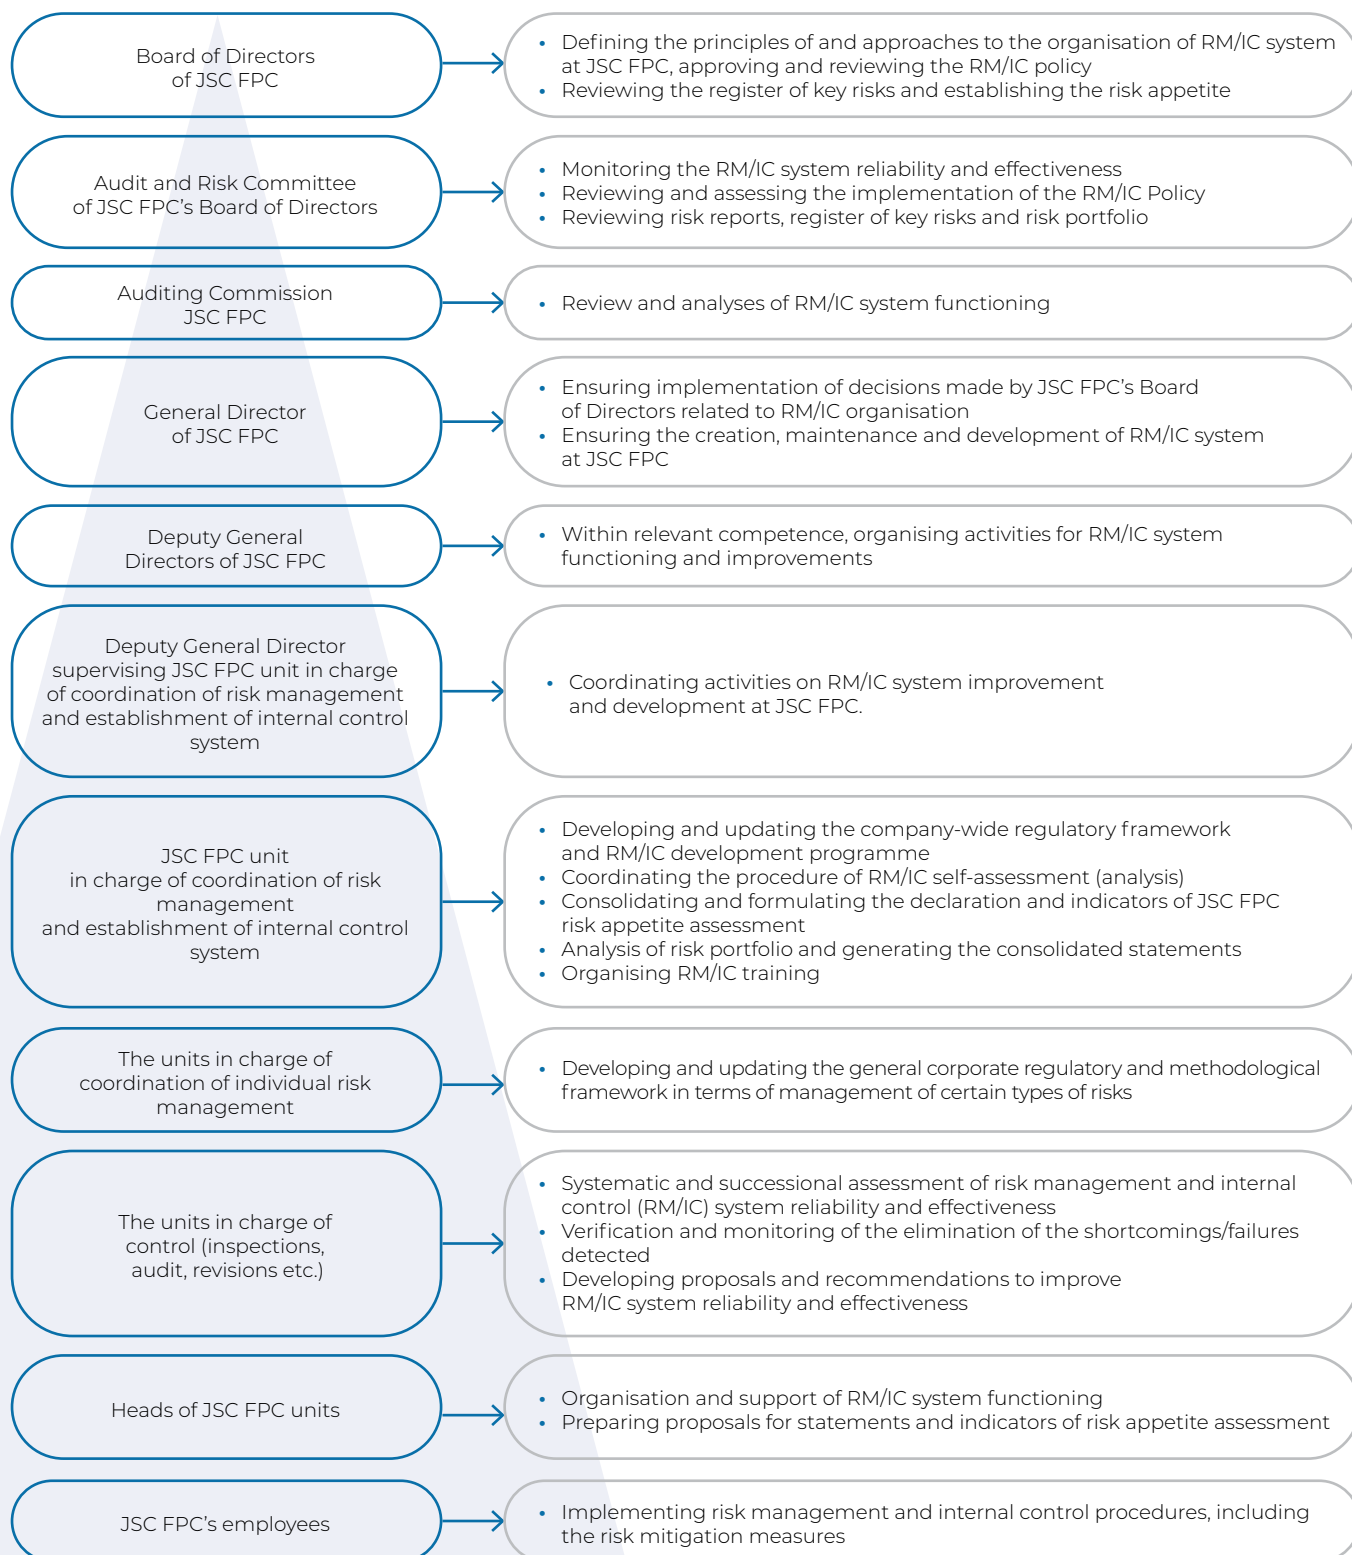 Board of Directors
of JSC FPC
• Defining the principles of and approaches to the organisation of RM/IC system
at JSC FPC, approving and reviewing the RM/IC policy
• Reviewing the register of key risks and establishing the risk appetite
Audit and Risk Committee
of JSC FPC’s Board of Directors
• Monitoring the RM/IC system reliability and effectiveness
• Reviewing and assessing the implementation of the RM/IC Policy
• Reviewing risk reports, register of key risks and risk portfolio
Auditing Commission
JSC FPC
• Review and analyses of RM/IC system functioning
General Director
of JSC FPC
• Ensuring implementation of decisions made by JSC FPC’s Board
of Directors related to RM/IC organisation
• Ensuring the creation, maintenance and development of RM/IC system
at JSC FPC
Deputy General
Directors of JSC FPC
• Within relevant competence, organising activities for RM/IC system
functioning and improvements
Deputy General Director
supervising JSC FPC unit in charge
of coordination of risk management
and establishment of internal control
system
• Coordinating activities on RM/IC system improvement
and development at JSC FPC.
JSC FPC unit
in charge of coordination of risk
management
and establishment of internal control
system
• Developing and updating the company-wide regulatory framework
and RM/IC development programme
• Coordinating the procedure of RM/IC self-assessment (analysis)
• Consolidating and formulating the declaration and indicators of JSC FPC
risk appetite assessment
• Analysis of risk portfolio and generating the consolidated statements
• Organising RM/IC training
The units in charge of
coordination of individual risk
management
• Developing and updating the general corporate regulatory and methodological
framework in terms of management of certain types of risks
The units in charge of
control (inspections,
audit, revisions etc.)
• Systematic and successional assessment of risk management and internal
control (RM/IC) system reliability and effectiveness
• Verification and monitoring of the elimination of the shortcomings/failures
detected
• Developing proposals and recommendations to improve
RM/IC system reliability and effectiveness
Heads of JSC FPC units
• Organisation and support of RM/IC system functioning
• Preparing proposals for statements and indicators of risk appetite assessment
JSC FPC’s employees
• Implementing risk management and internal control procedures, including
the risk mitigation measures